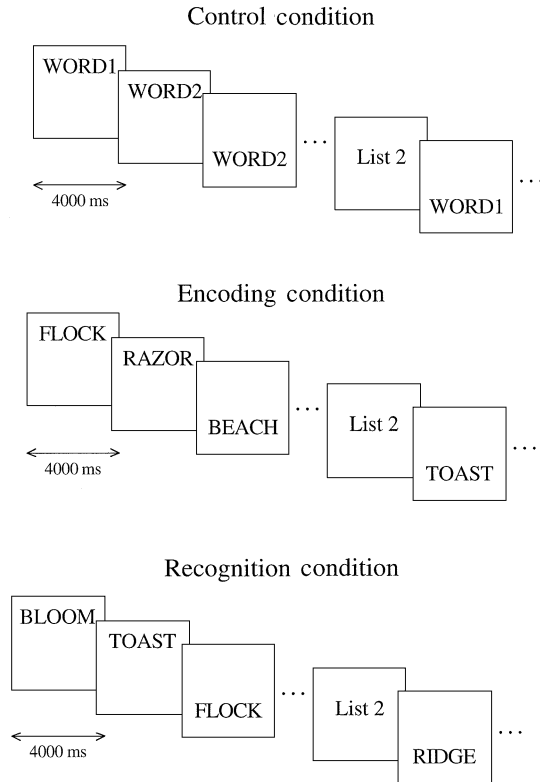 Control condition
WORD1
WORD2
WORD2
...
List 2
WORD1
...
4000 ms
Encoding condition
FLOCK
RAZOR
BEACH
...
List 2
TOAST
...
4000 ms
Recognition condition
BLOOM
TOAST
FLOCK
...
List 2
RIDGE
...
4000 ms